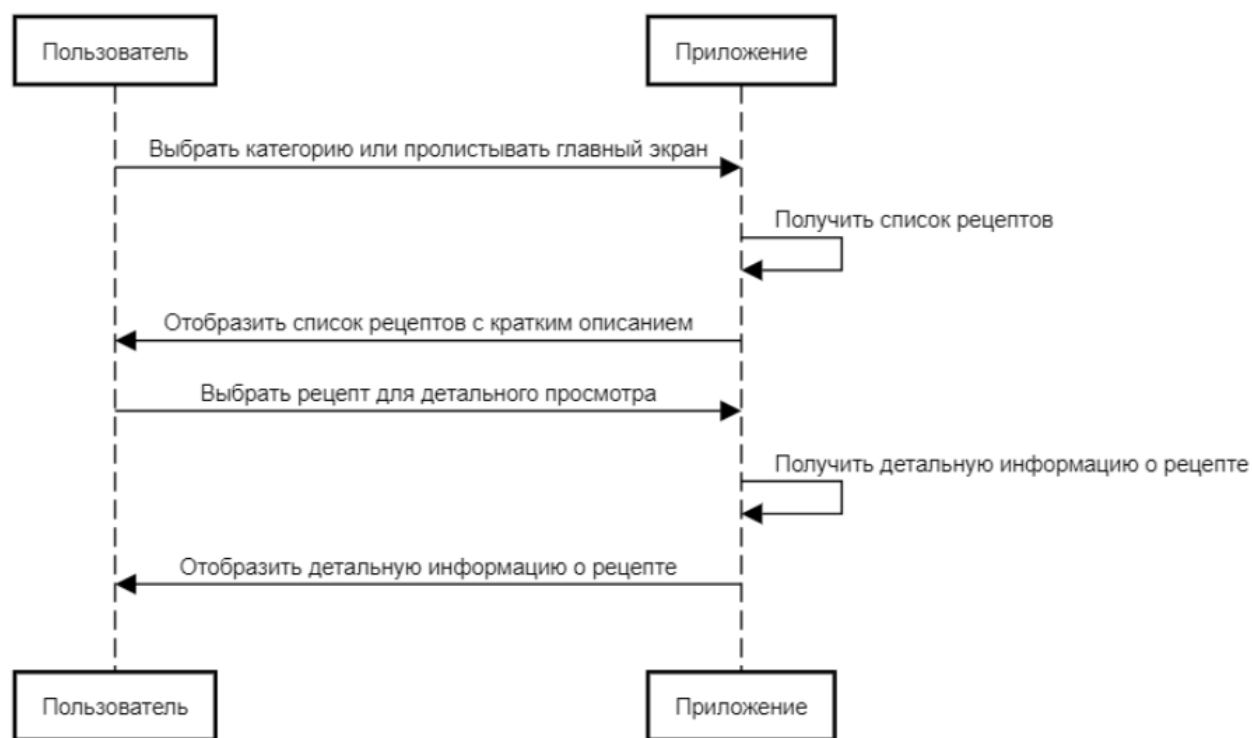 Пользователь
Приложение
Выбрать категорию или пролистывать главный экран
Получить список рецептов
Отобразить список рецептов с кратким описанием
Выбрать рецепт для детального просмотра
Получить детальную информацию о рецепте
Отобразить детальную информацию о рецепте
Пользователь
Приложение